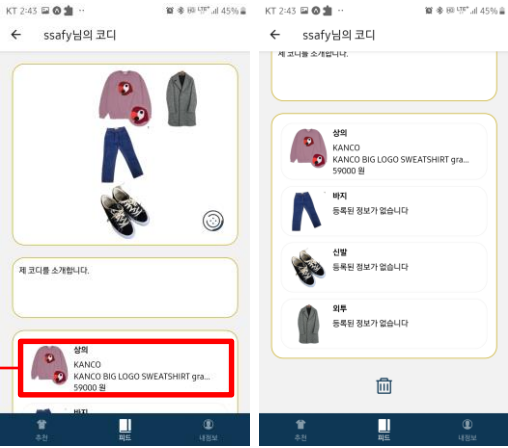 KT 2:43
45%
ssafy님의 코디
제 코디를 소개합니다.
상의
KANCO
KANCO BIG LOGO SWEATSHIRT gra...
59000 원
바지
추천
피드
내정보
KT 2:43
45%
ssafy님의 코디
제 코디를 소개합니다.
상의
KANCO
KANCO BIG LOGO SWEATSHIRT gra...
59000 원
바지
등록된 정보가 없습니다
신발
등록된 정보가 없습니다
외투
등록된 정보가 없습니다
추천
피드
내정보